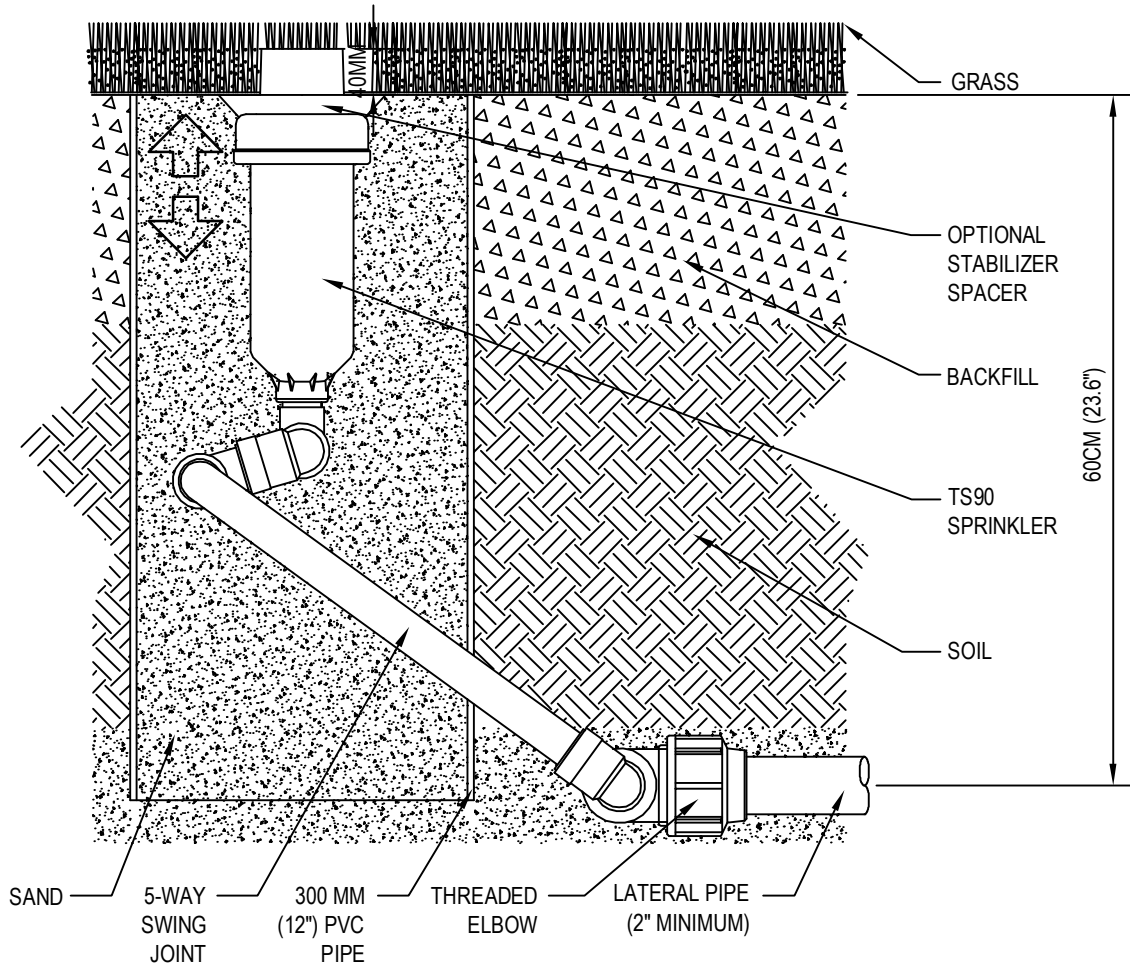 40MM
GRASS
OPTIONAL
STABILIZER
SPACER
BACKFILL
60CM (23.6")
TS90
SPRINKLER
SOIL
SAND
5-WAY
SWING
JOINT
300 MM
(12") PVC
PIPE
THREADED
ELBOW
LATERAL PIPE
(2" MINIMUM)